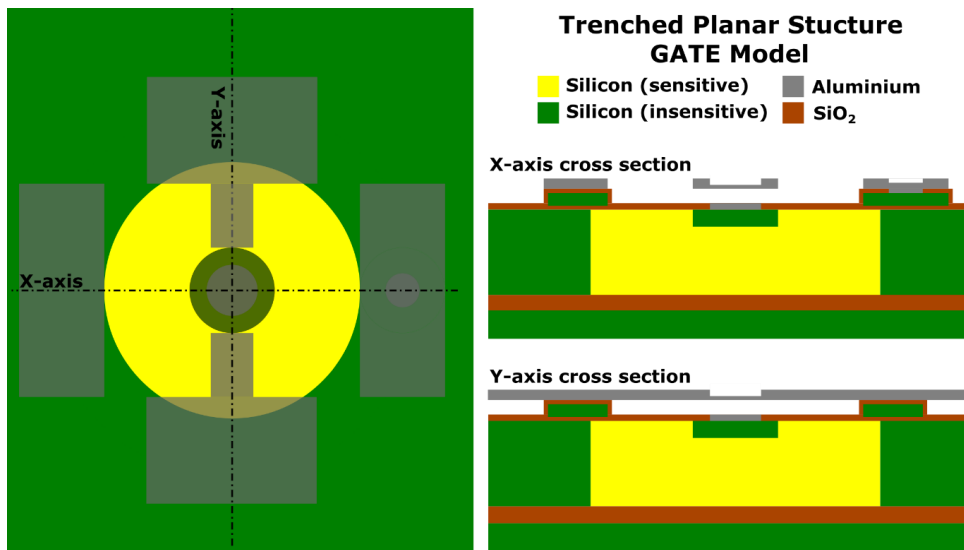 Trenched Planar Stucture
GATE Model
Silicon (sensitive)
Aluminium
Silicon (insensitive)
SiO₂
X-axis cross section
Y-axis cross section
Y-axis
X-axis